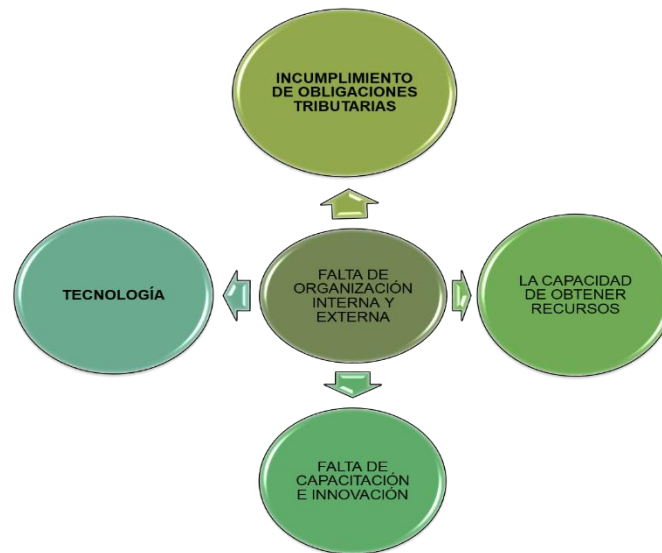 INCUMPLIMIENTO
DE OBLIGACIONES
TRIBUTARIAS
TECNOLOGÍA
FALTA DE
ORGANIZACIÓN
INTERNA Y
EXTERNA
LA CAPACIDAD
DE OBTENER
RECURSOS
FALTA DE
CAPACITACIÓN
E INNOVACIÓN